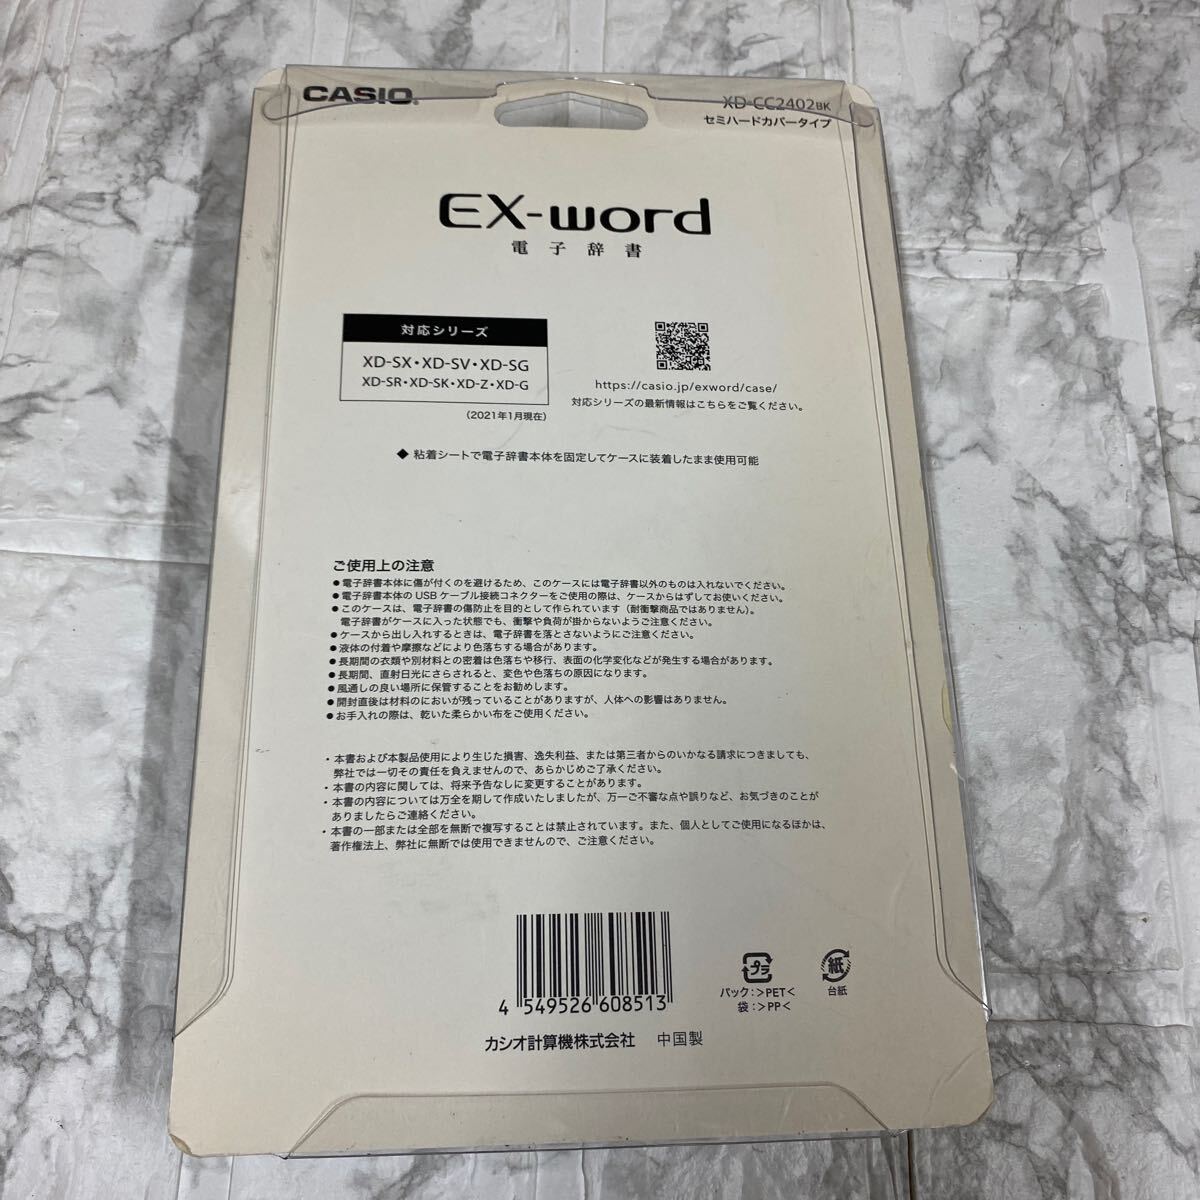 CASIO
XD-CC2402BK
セミハードカバータイプ
EX-word
電子辞書
対応シリーズ
XD-SX・XD-SV・XD-SG
XD-SR・XD-SK・XD-Z・XD-G
(2021年1月現在)
https://casio.jp/exword/case/
対応シリーズの最新情報はこちらをご覧ください。
◆ 粘着シートで電子辞書本体を固定してケースに装着したまま使用可能
ご使用上の注意
●電子辞書本体に傷が付くのを避けるため、このケースには電子辞書以外のものは入れないでください。
●電子辞書本体の USB ケーブル接続コネクターをご使用の際は、ケースからはずしてお使いください。
●このケースは、電子辞書の傷防止を目的として作られています(耐衝撃商品ではありません)。
電子辞書がケースに入った状態でも、衝撃や負荷が掛からないようご注意ください。
●ケースから出し入れするときは、電子辞書を落とさないようにご注意ください。
●液体の付着や摩擦などにより色落ちする場合があります。
●長期間の衣類や別材料との密着は色落ちや移行、表面の化学変化などが発生する場合があります。
●長期間、直射日光にさらされると、変色や色落ちの原因になります。
●風通しの良い場所に保管することをお勧めします。
●開封直後は材料のにおいが残っていることがありますが、人体への影響はありません。
●お手入れの際は、乾いた柔らかい布をご使用ください。
・本書および本製品使用により生じた損害、逸失利益、または第三者からのいかなる請求につきましても、
弊社では一切その責任を負えませんので、あらかじめご了承ください。
・本書の内容に関しては、将来予告なしに変更することがあります。
・本書の内容については万全を期して作成いたしましたが、万一ご不審な点や誤りなど、お気づきのことが
ありましたらご連絡ください。
・本書の一部または全部を無断で複写することは禁止されています。また、個人としてご使用になるほかは、
著作権法上、弊社に無断では使用できませんので、ご注意ください。
4 549526 608513
カシオ計算機株式会社 中国製
プラ
パック:>PET<
袋:>PP<
紙
台紙